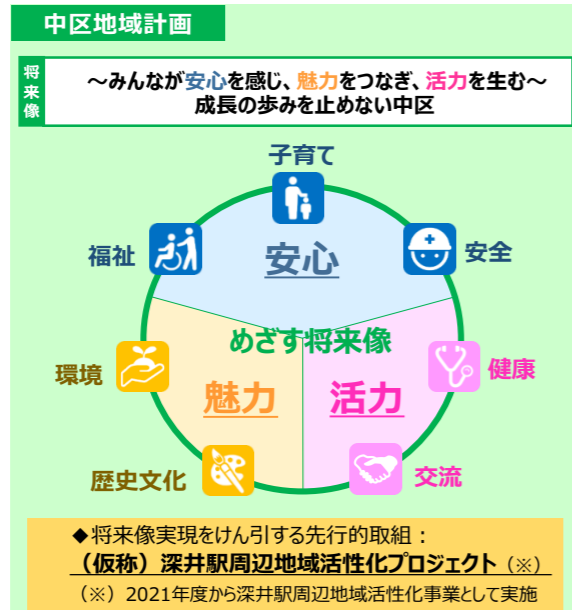 中区地域計画
将来像
～みんなが安心を感じ、魅力をつなぎ、活力を生む～
成長の歩みを止めない中区
子育て
福祉
安心
安全
めざす将来像
環境
魅力
活力
健康
歴史文化
交流
◆将来像実現をけん引する先行的取組：
（仮称）深井駅周辺地域活性化プロジェクト（※）
（※）2021年度から深井駅周辺地域活性化事業として実施